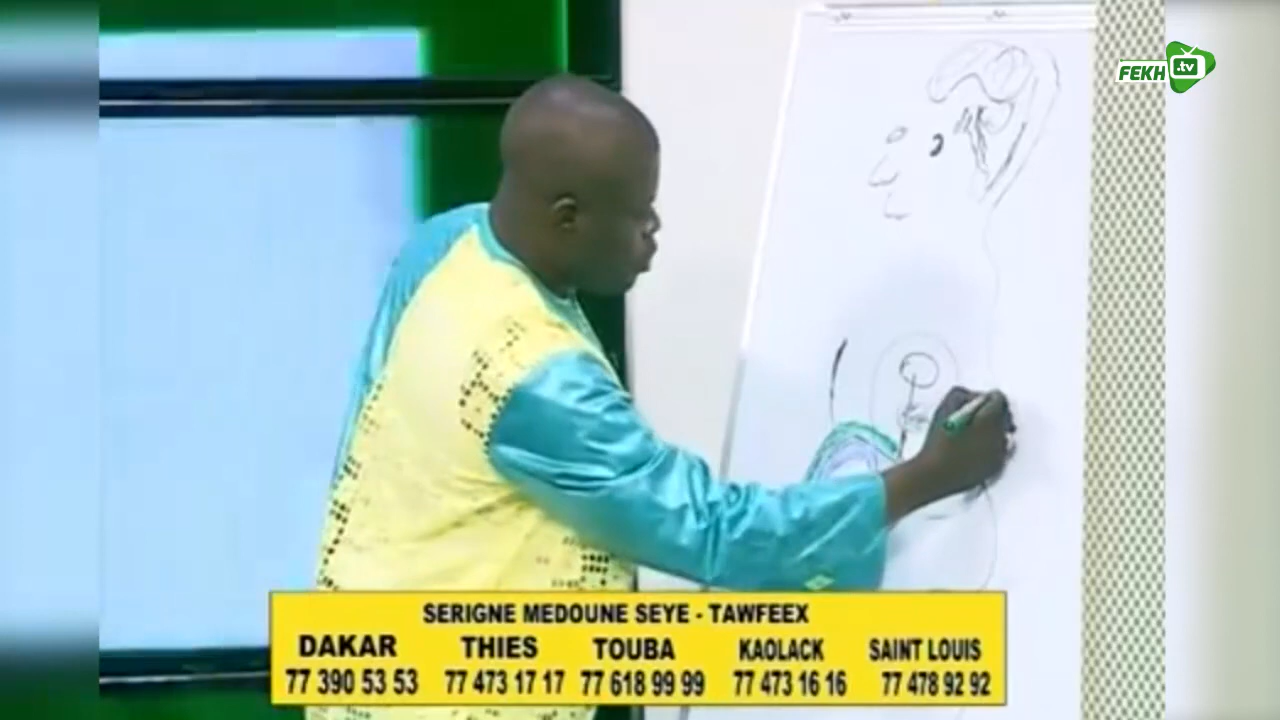 FEKH .tv
SERIGNE MEDOUNE SEYE - TAWFEEX
DAKAR THIES TOUBA KAOLACK SAINT LOUIS
77 390 53 53 77 473 17 17 77 618 99 99 77 473 16 16 77 478 92 92